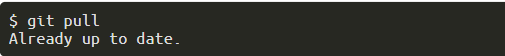 $ git pull
Already up to date.